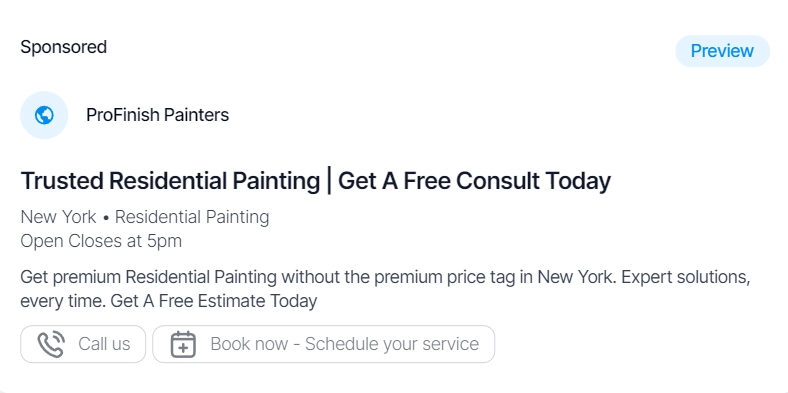 Sponsored
Preview
ProFinish Painters
Trusted Residential Painting | Get A Free Consult Today
New York • Residential Painting
Open Closes at 5pm
Get premium Residential Painting without the premium price tag in New York. Expert solutions,
every time. Get A Free Estimate Today
Call us
Book now - Schedule your service